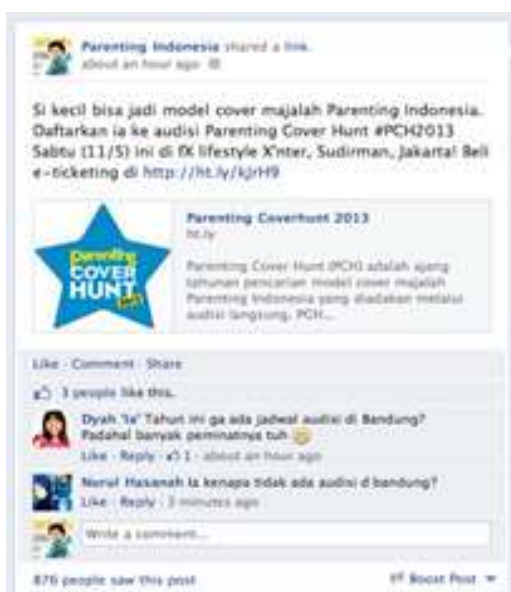 Parenting Indonesia shared a link.
about an hour ago
Si kecil bisa jadi model cover majalah Parenting Indonesia.
Daftarkan ia ke audisi Parenting Cover Hunt #PCH2013
Sabtu (11/5) ini di fX lifestyle X'nter, Sudirman, Jakarta! Beli
e-ticketing di http://ht.ly/kJrH9
Parenting
COVER
HUNT
Parenting Coverhunt 2013
ht.ly
Parenting Cover Hunt (PCH) adalah ajang
tahunan pencarian model cover majalah
Parenting Indonesia yang diadakan melalui
audisi langsung. PCH...
Like · Comment · Share
3 people like this.
Dyah 'Ia' Tahun ini ga ada jadwal audisi di Bandung?
Padahal banyak peminatnya tuh
Like · Reply · 1 · about an hour ago
Nurul Hasanah Ia kenapa tidak ada audisi d bandung?
Like · Reply · 3 minutes ago
Write a comment...
876 people saw this post
Boost Post